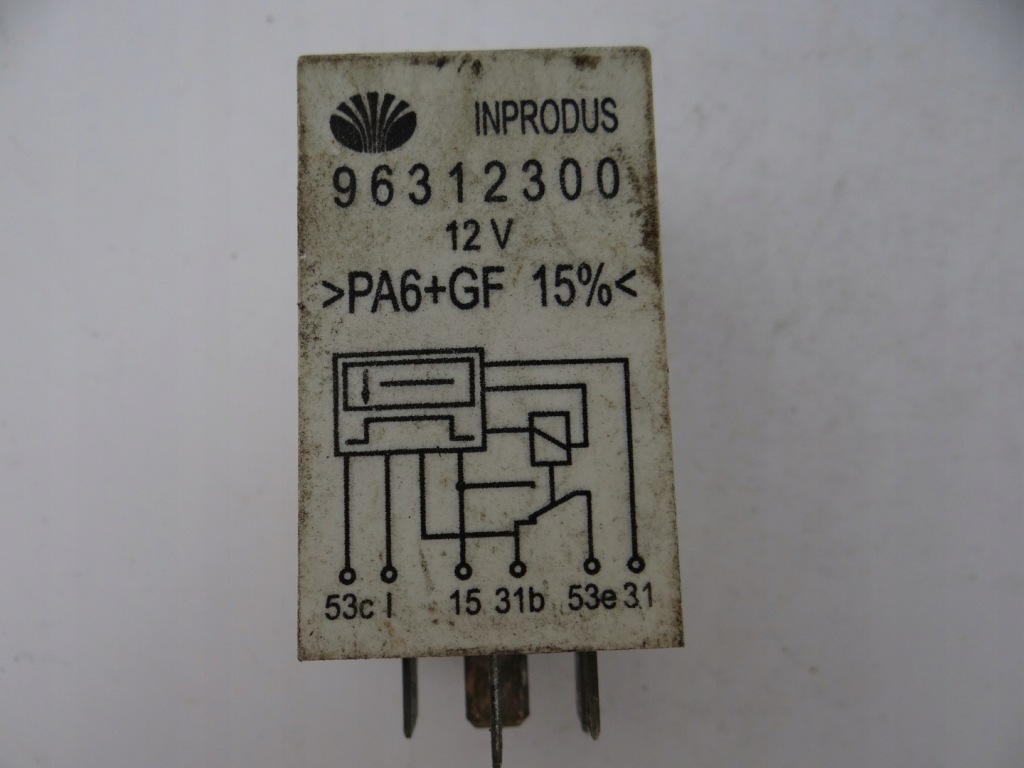 INPRODUS
96312300
12 V
>PA6+GF 15%<
53c I 15 31b 53e 31